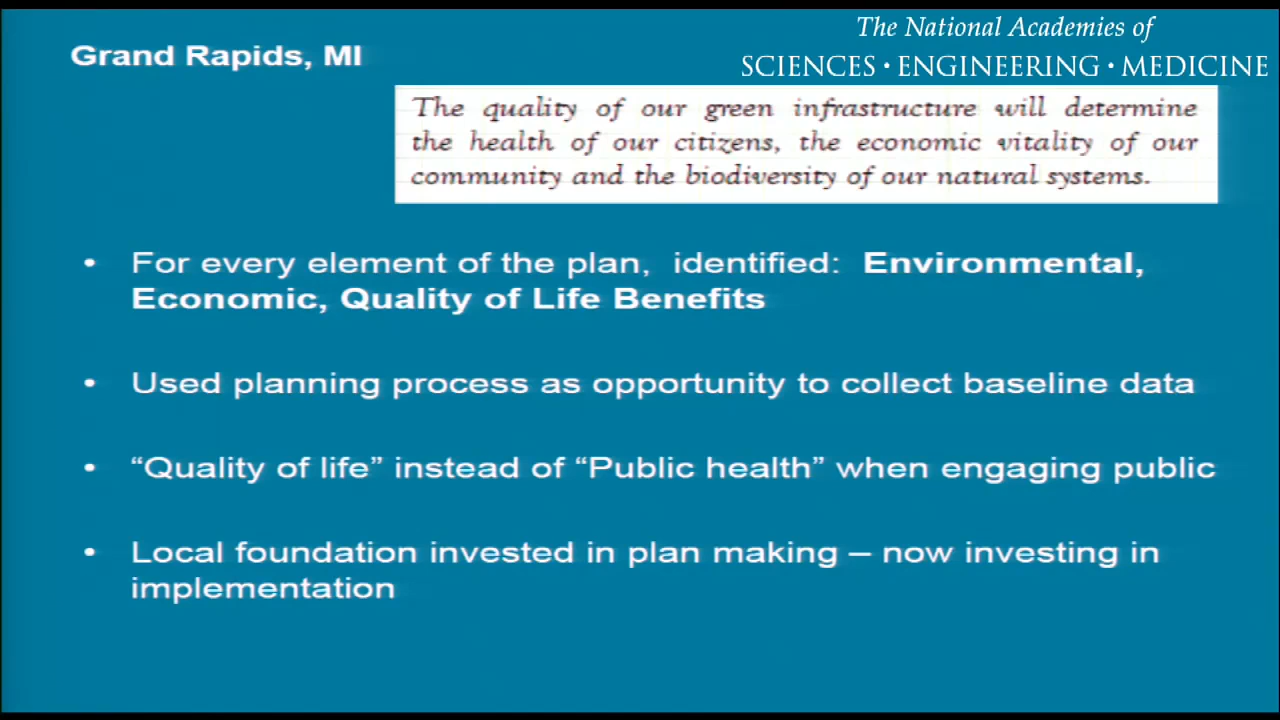 Grand Rapids, MI
The National Academies of
SCIENCES • ENGINEERING • MEDICINE
The quality of our green infrastructure will determine
the health of our citizens, the economic vitality of our
community and the biodiversity of our natural systems.
• For every element of the plan, identified: Environmental,
Economic, Quality of Life Benefits
• Used planning process as opportunity to collect baseline data
• “Quality of life” instead of “Public health” when engaging public
• Local foundation invested in plan making – now investing in
implementation